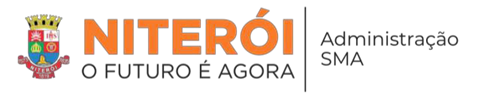 NITERÓI
O FUTURO É AGORA
Administração
SMA